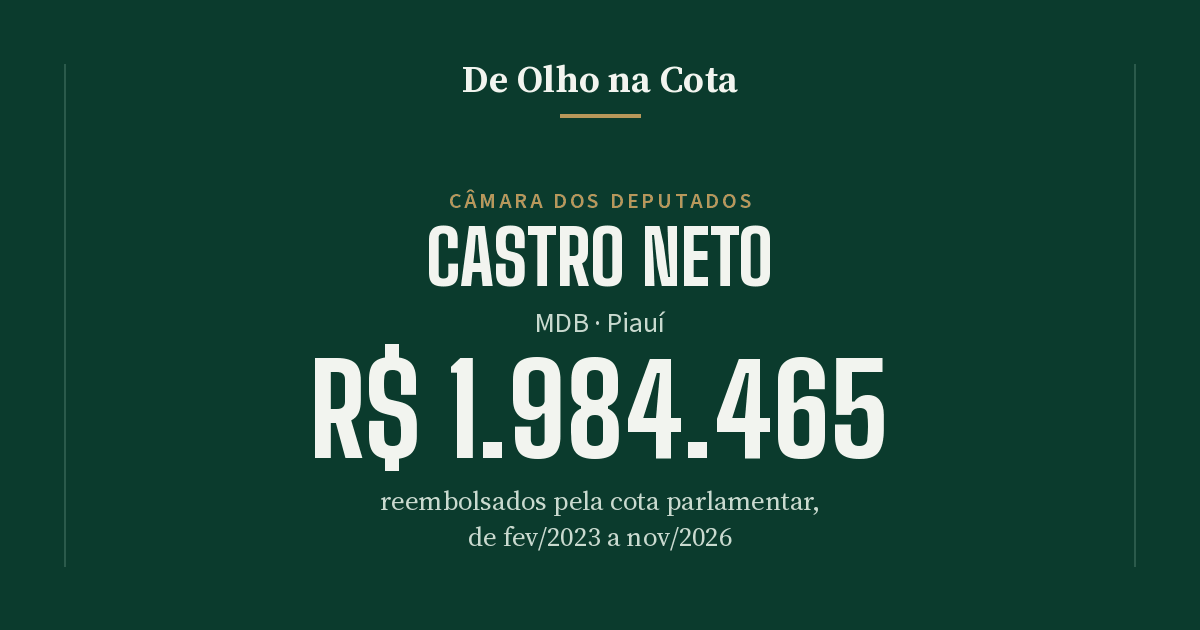 De Olho na Cota
CÂMARA DOS DEPUTADOS
CASTRO NETO
MDB · Piauí
R$ 1.984.465
reembolsados pela cota parlamentar,
de fev/2023 a nov/2026